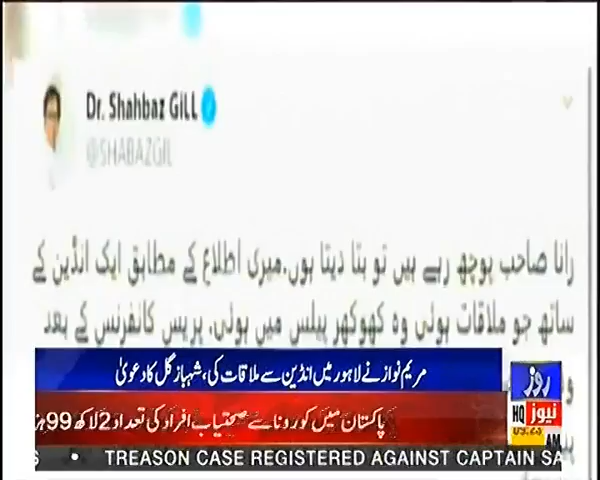 Dr. Shahbaz GiLL
@SHABAZGIL
رانا صاحب پوچھ رہے ہیں تو بتا دیتا ہوں.میری اطلاع کے مطابق ایک انڈین کے
ساتھ جو ملاقات ہوئی وہ کھوکھر پیلس میں ہوئی، پریس کانفرنس کے بعد
مریم نواز نے لاہور میں انڈین سے ملاقات کی، شہباز گل کا دعویٰ
روز
HQ نیوز
AM
پاکستان میں کورونا سے صحتیاب افراد کی تعداد 2 لاکھ 99 ہز
S • TREASON CASE REGISTERED AGAINST CAPTAIN SA